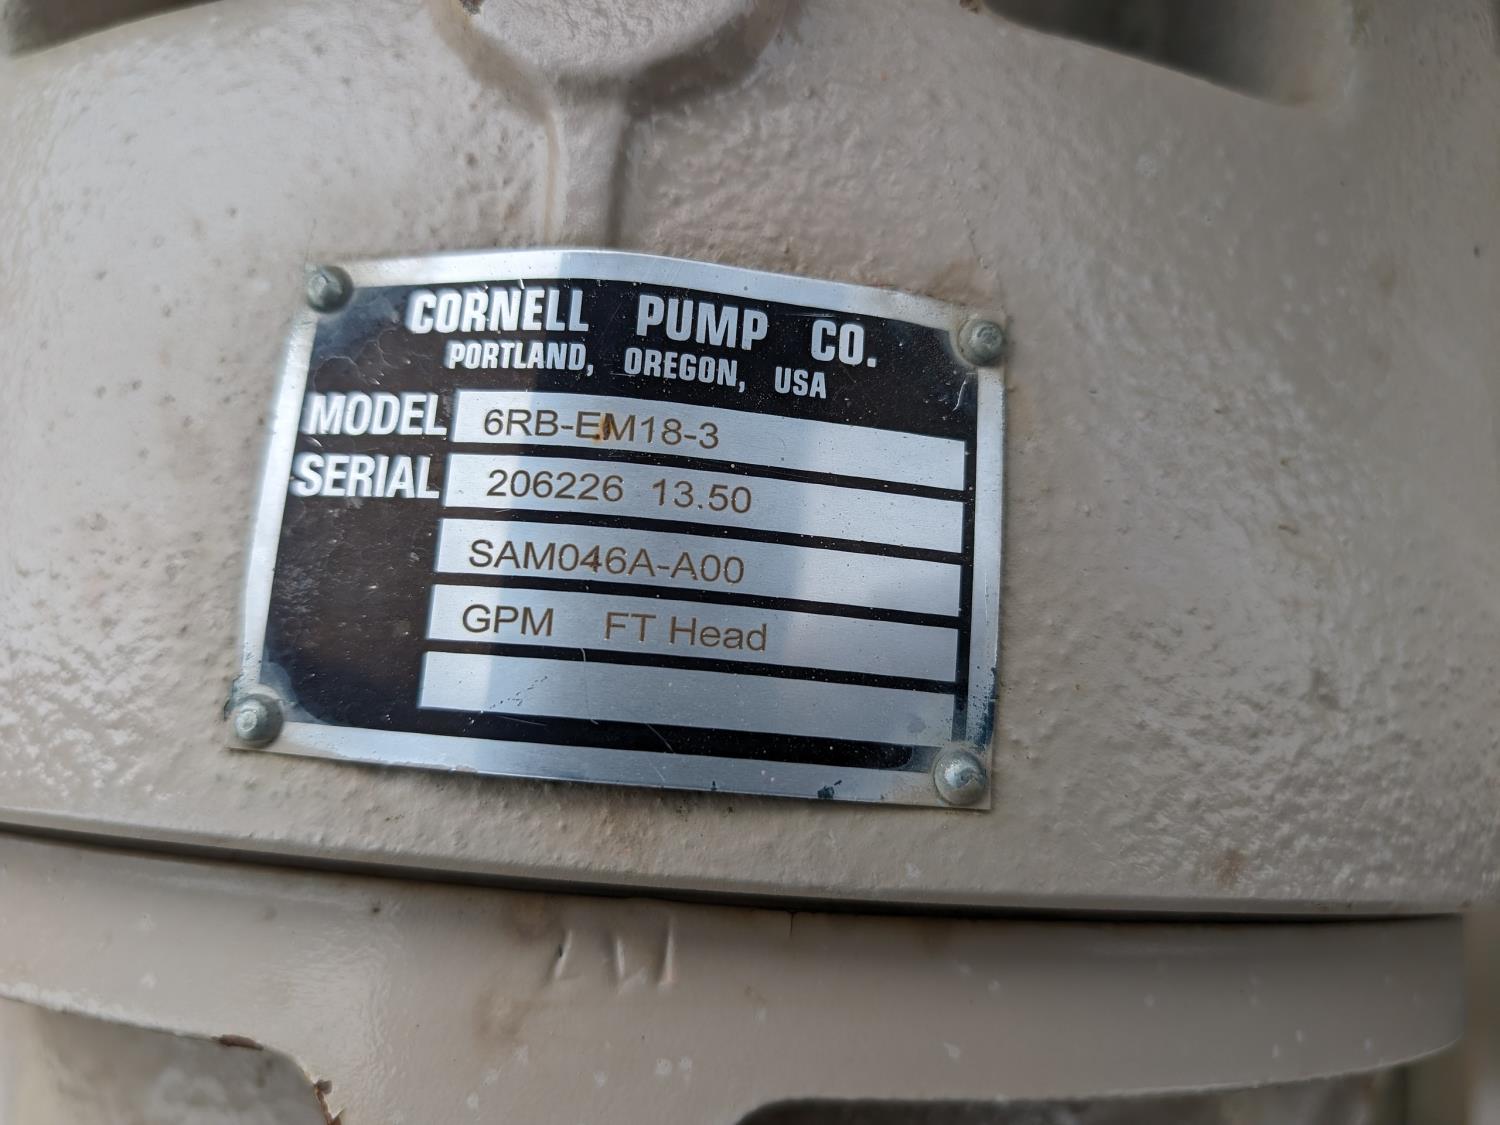 CORNELL PUMP CO.
PORTLAND, OREGON, USA
MODEL 6RB-EM18-3
SERIAL 206226 13.50
SAM046A-A00
GPM FT Head